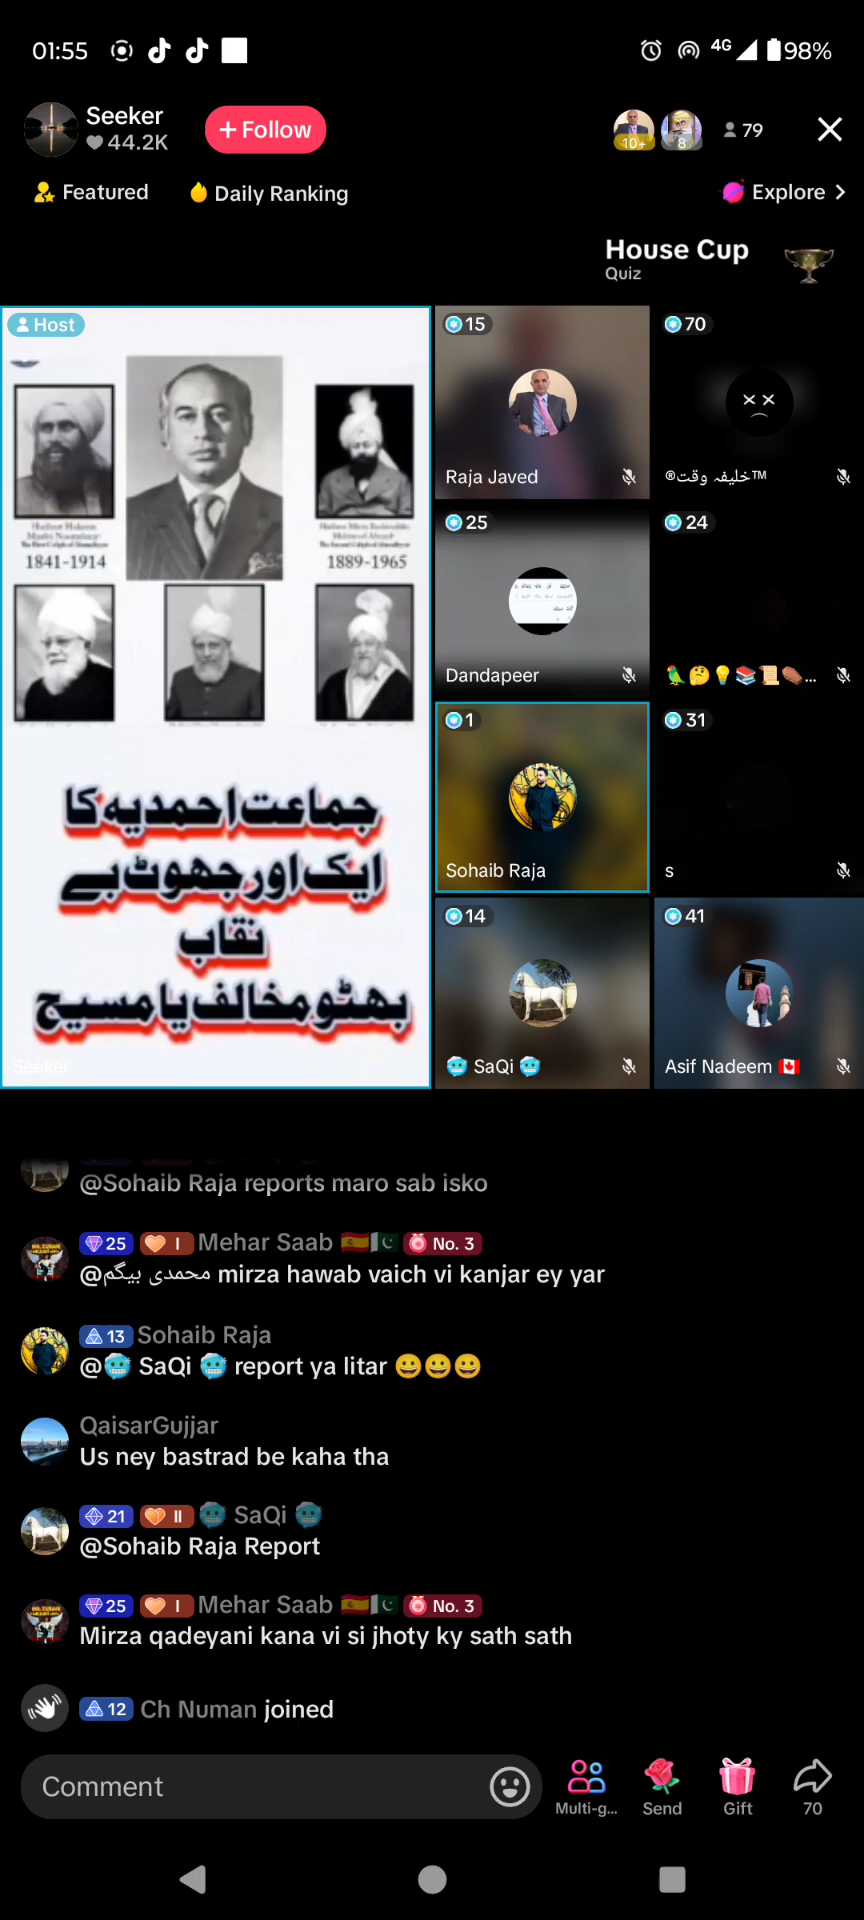 01:55
4G
98%
Seeker
44.2K
+ Follow
10+
8
79
Featured
Daily Ranking
Explore
House Cup
Quiz
Host
1841-1914
1889-1965
جماعت احمدیہ کا
ایک اور جھوٹ بے
نقاب
بھٹو مخالف یا مسیح
Seeker
15
Raja Javed
70
®خلیفہ وقت™
25
Dandapeer
24
...
1
Sohaib Raja
31
s
14
SaQi
41
Asif Nadeem
@Sohaib Raja reports maro sab isko
25 I Mehar Saab No. 3
@محمدی بیگم mirza hawab vaich vi kanjar ey yar
13 Sohaib Raja
@🥶 SaQi 🥶 report ya litar 😀😀😀
QaisarGujjar
Us ney bastrad be kaha tha
21 II 🥶 SaQi 🥶
@Sohaib Raja Report
25 I Mehar Saab No. 3
Mirza qadeyani kana vi si jhoty ky sath sath
12 Ch Numan joined
Comment
Multi-g...
Send
Gift
70